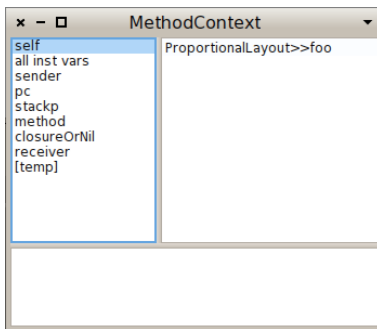 MethodContext
self
all inst vars
sender
pc
stackp
method
closureOrNil
receiver
[temp]
ProportionalLayout>>foo